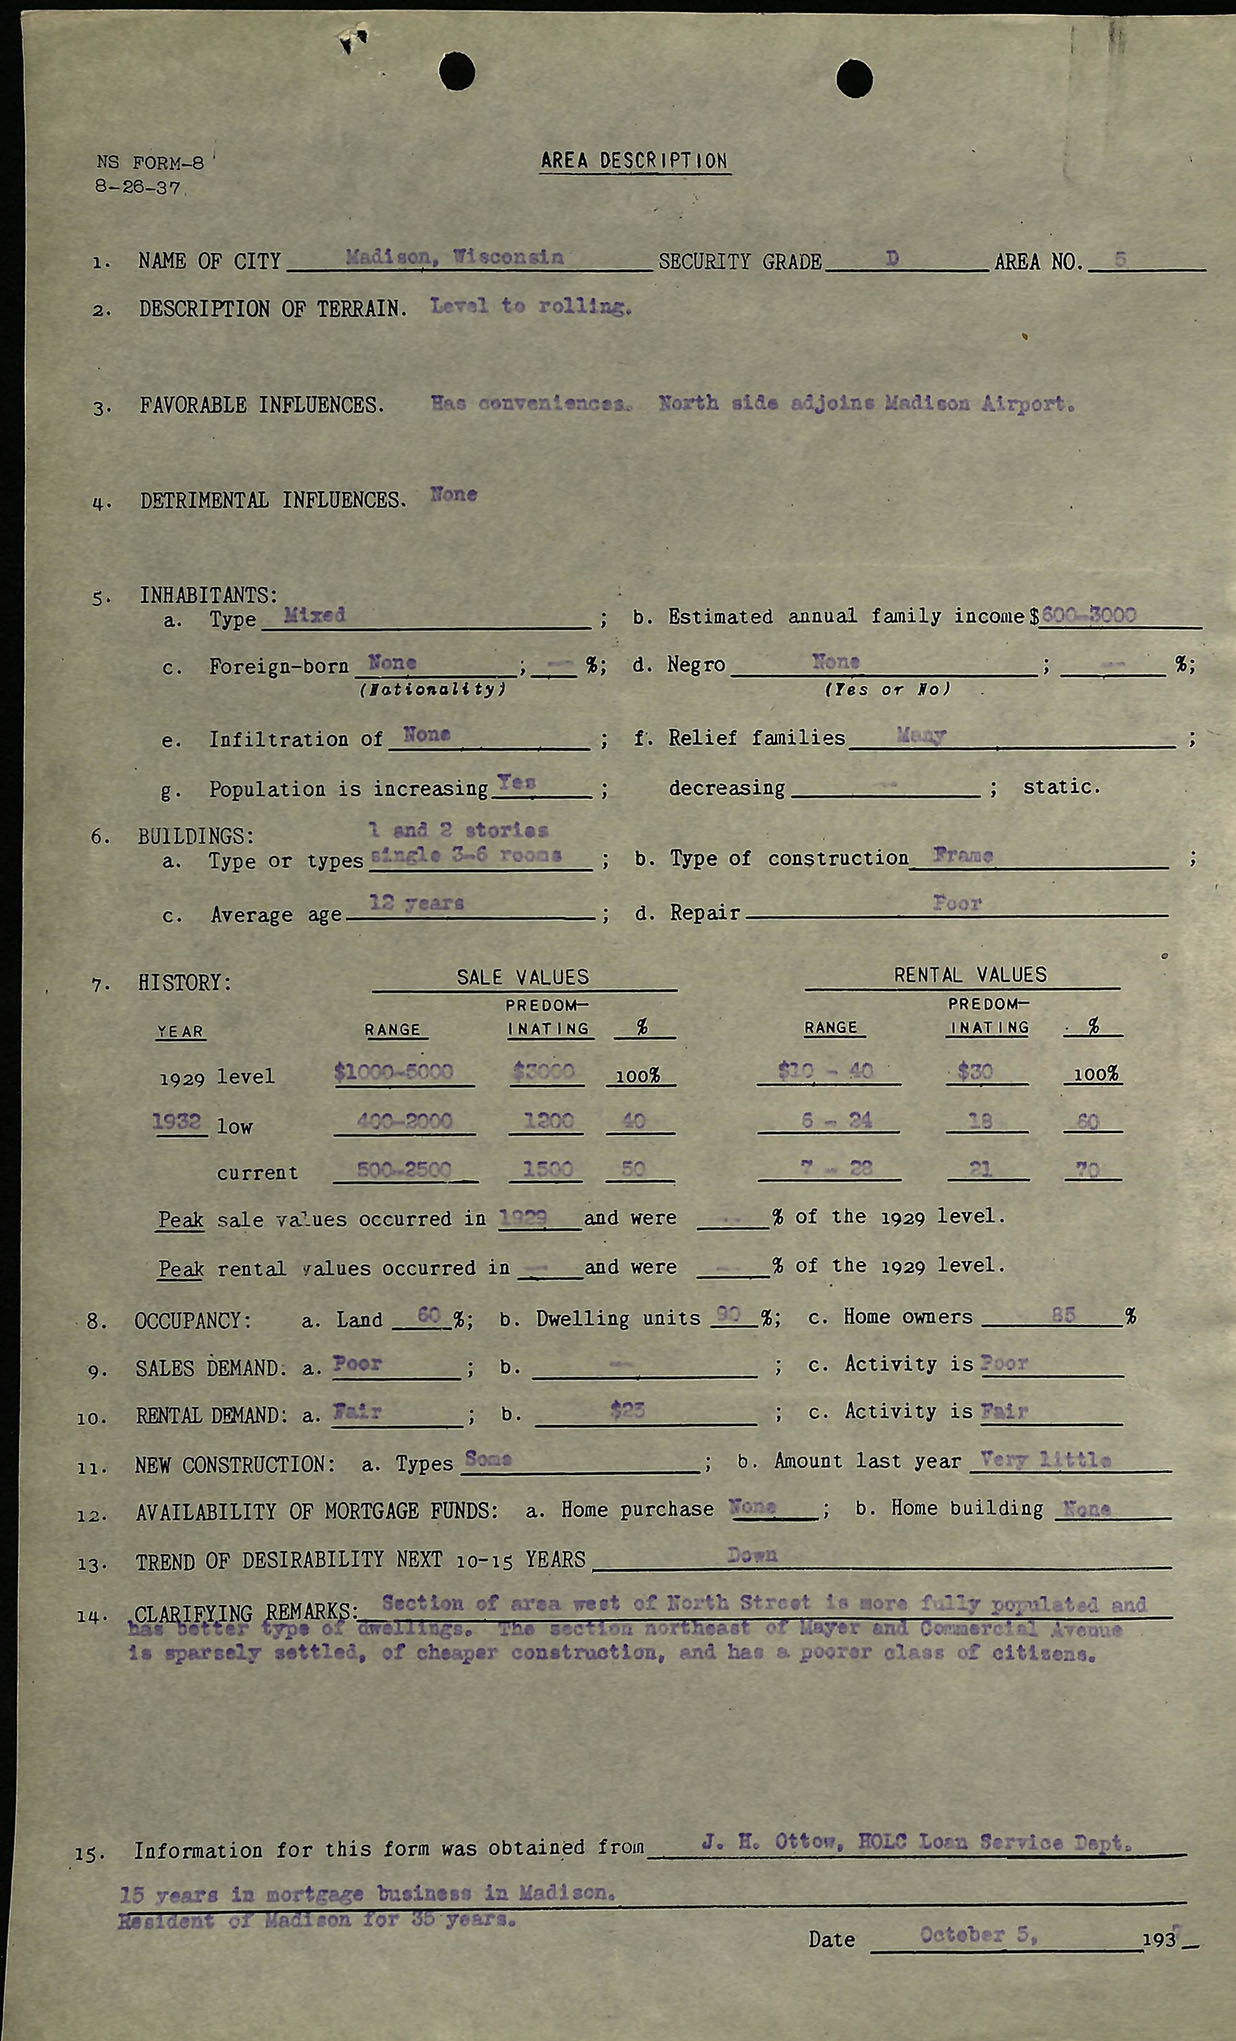 NS FORM-8
8-26-37
AREA DESCRIPTION
1. NAME OF CITY Madison, Wisconsin SECURITY GRADE D AREA NO. 5
2. DESCRIPTION OF TERRAIN. Level to rolling.
3. FAVORABLE INFLUENCES. Has conveniences. North side adjoins Madison Airport.
4. DETRIMENTAL INFLUENCES. None
5. INHABITANTS:
a. Type Mixed ; b. Estimated annual family income $600-3000
c. Foreign-born None ; -- %; d. Negro None ; -- %;
(Nationality) (Yes or No)
e. Infiltration of None ; f. Relief families Many ;
g. Population is increasing Yes ; decreasing -- ; static.
6. BUILDINGS: 1 and 2 stories
a. Type or types single 3-6 rooms ; b. Type of construction Frame ;
c. Average age 12 years ; d. Repair Poor
7. HISTORY: SALE VALUES RENTAL VALUES
PREDOM- PREDOM-
YEAR RANGE INATING % RANGE INATING %
1929 level $1000-5000 $3000 100% $10 - 40 $30 100%
1932 low 400-2000 1200 40 6 - 24 18 60
current 500-2500 1500 50 7 - 28 21 70
Peak sale values occurred in 1929 and were -- % of the 1929 level.
Peak rental values occurred in -- and were -- % of the 1929 level.
8. OCCUPANCY: a. Land 60 %; b. Dwelling units 90 %; c. Home owners 85 %
9. SALES DEMAND: a. Poor ; b. -- ; c. Activity is Poor
10. RENTAL DEMAND: a. Fair ; b. $25 ; c. Activity is Fair
11. NEW CONSTRUCTION: a. Types Some ; b. Amount last year Very little
12. AVAILABILITY OF MORTGAGE FUNDS: a. Home purchase None ; b. Home building None
13. TREND OF DESIRABILITY NEXT 10-15 YEARS Down
14. CLARIFYING REMARKS: Section of area west of North Street is more fully populated and
has better type of dwellings. The section northeast of Mayer and Commercial Avenue
is sparsely settled, of cheaper construction, and has a poorer class of citizens.
15. Information for this form was obtained from J. H. Ottow, HOLC Loan Service Dept.
15 years in mortgage business in Madison.
Resident of Madison for 35 years.
Date October 5, 1937